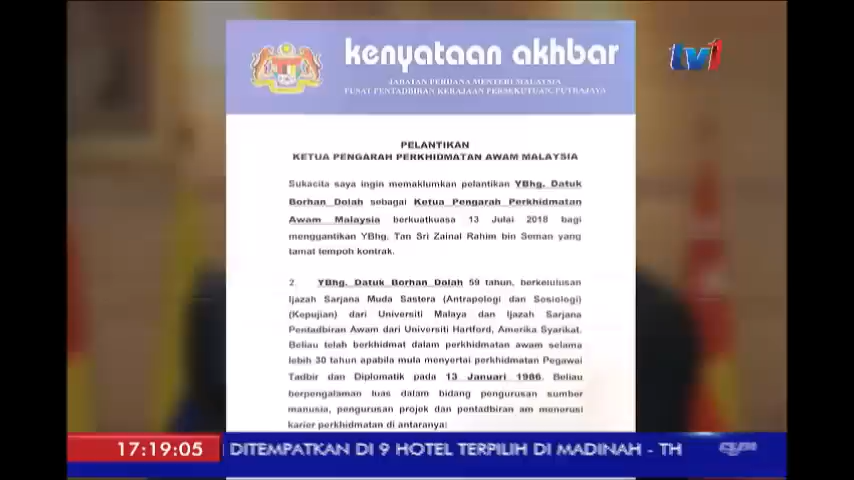 kenyataan akhbar
JABATAN PERDANA MENTERI MALAYSIA
PUSAT PENTADBIRAN KERAJAAN PERSEKUTUAN, PUTRAJAYA
tv1
PELANTIKAN
KETUA PENGARAH PERKHIDMATAN AWAM MALAYSIA
Sukacita saya ingin memaklumkan pelantikan YBhg. Datuk
Borhan Dolah sebagai Ketua Pengarah Perkhidmatan
Awam Malaysia berkuatkuasa 13 Julai 2018 bagi
menggantikan YBhg. Tan Sri Zainal Rahim bin Seman yang
tamat tempoh kontrak.
2. YBhg. Datuk Borhan Dolah 59 tahun, berkelulusan
Ijazah Sarjana Muda Sastera (Antrapologi dan Sosiologi)
(Kepujian) dari Universiti Malaya dan Ijazah Sarjana
Pentadbiran Awam dari Universiti Hartford, Amerika Syarikat.
Beliau telah berkhidmat dalam perkhidmatan awam selama
lebih 30 tahun apabila mula menyertai perkhidmatan Pegawai
Tadbir dan Diplomatik pada 13 Januari 1986. Beliau
berpengalaman luas dalam bidang pengurusan sumber
manusia, pengurusan projek dan pentadbiran am menerusi
karier perkhidmatan di antaranya:
17:19:05 DITEMPATKAN DI 9 HOTEL TERPILIH DI MADINAH - TH